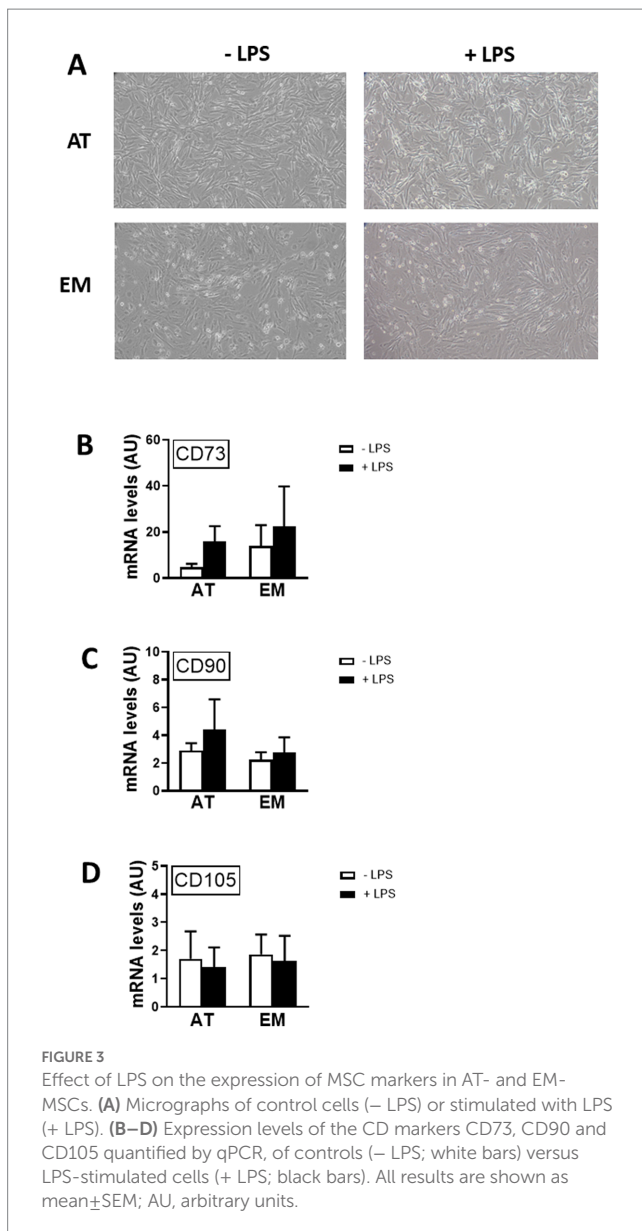 - LPS
+ LPS
A
AT
EM
B
mRNA levels (AU)
60
40
20
0
CD73
- LPS
+ LPS
AT
EM
C
mRNA levels (AU)
10
8
6
4
2
0
CD90
- LPS
+ LPS
AT
EM
D
mRNA levels (AU)
5
4
3
2
1
0
CD105
- LPS
+ LPS
AT
EM
FIGURE 3
Effect of LPS on the expression of MSC markers in AT- and EM-
MSCs. (A) Micrographs of control cells (– LPS) or stimulated with LPS
(+ LPS). (B–D) Expression levels of the CD markers CD73, CD90 and
CD105 quantified by qPCR, of controls (– LPS; white bars) versus
LPS-stimulated cells (+ LPS; black bars). All results are shown as
mean±SEM; AU, arbitrary units.